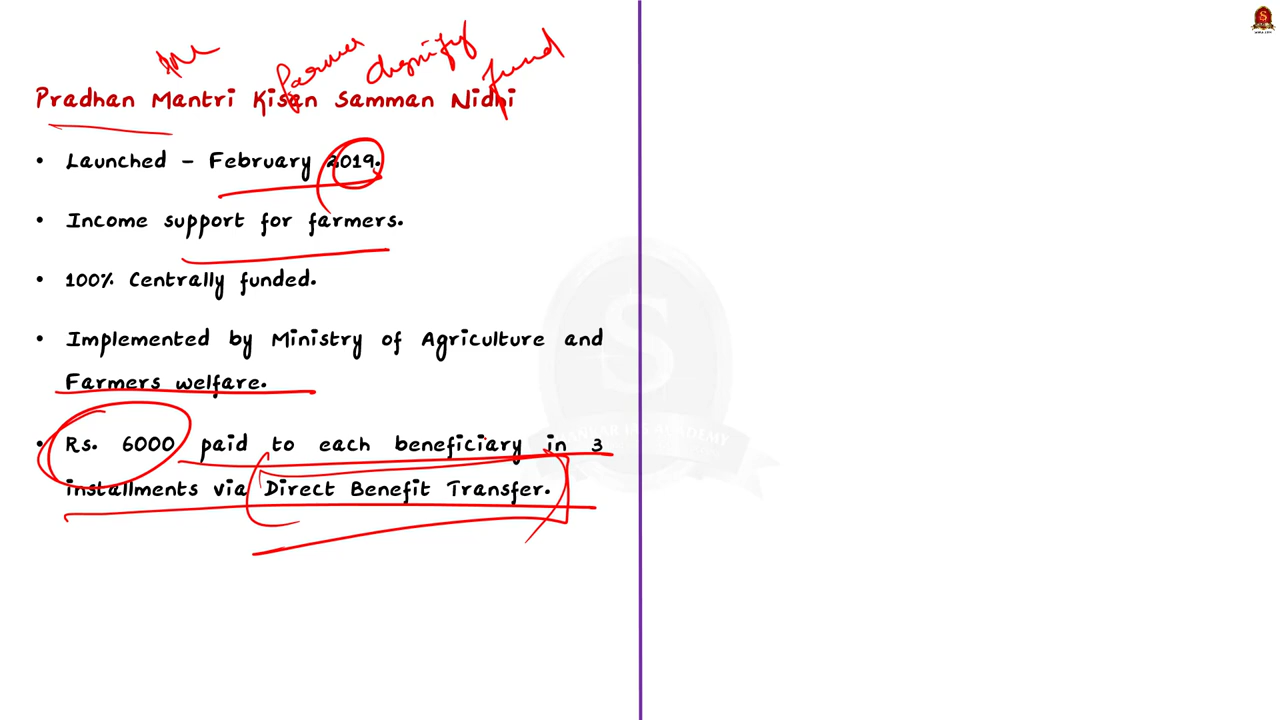 farmer dignify fund
Pradhan Mantri Kisan Samman Nidhi
• Launched - February 2019.
• Income support for farmers.
• 100% Centrally funded.
• Implemented by Ministry of Agriculture and
Farmers welfare.
• Rs. 6000 paid to each beneficiary in 3
installments via Direct Benefit Transfer.